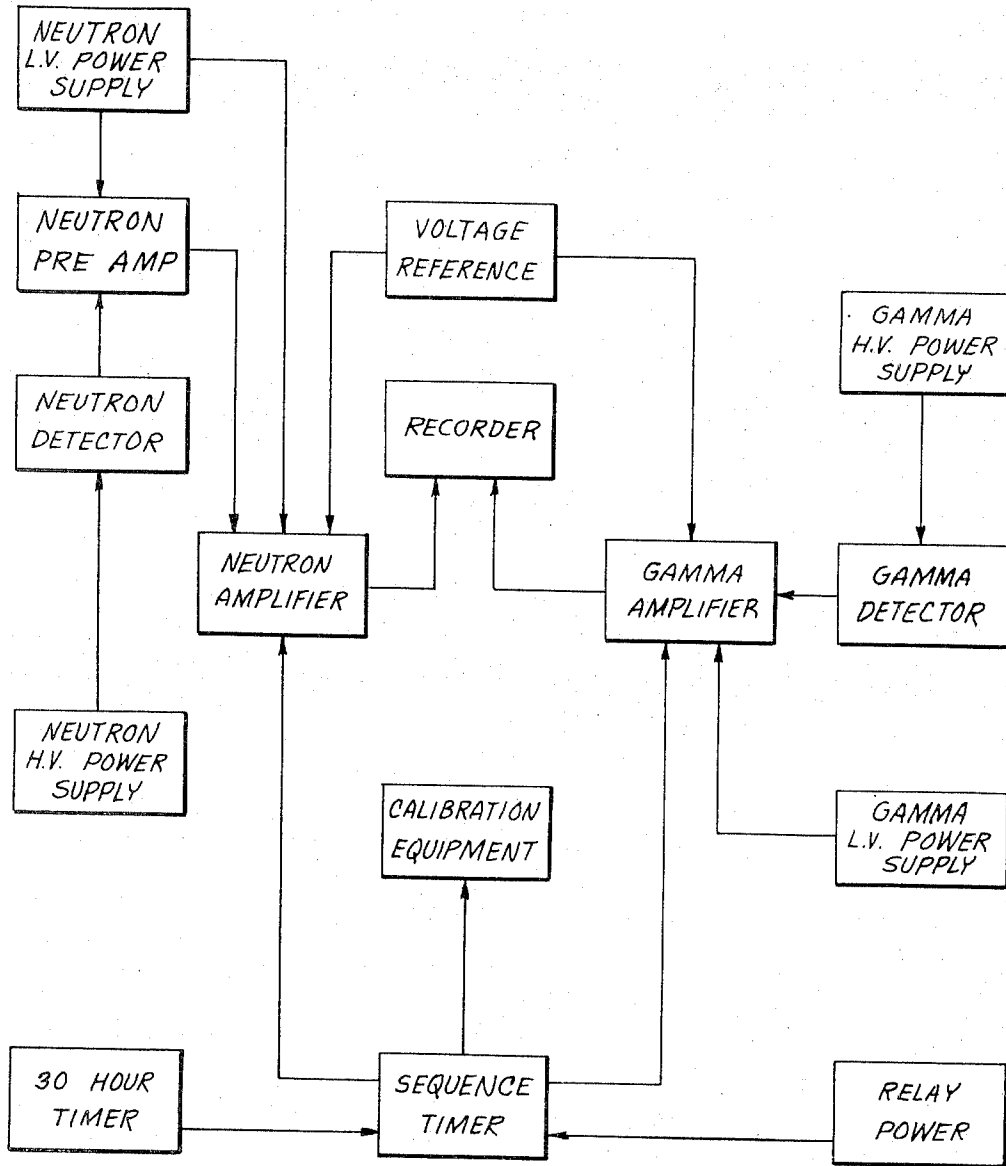 NEUTRON
L.V. POWER
SUPPLY
NEUTRON
PRE AMP
VOLTAGE
REFERENCE
GAMMA
H.V. POWER
SUPPLY
NEUTRON
DETECTOR
RECORDER
NEUTRON
AMPLIFIER
GAMMA
AMPLIFIER
GAMMA
DETECTOR
NEUTRON
H.V. POWER
SUPPLY
CALIBRATION
EQUIPMENT
GAMMA
L.V. POWER
SUPPLY
30 HOUR
TIMER
SEQUENCE
TIMER
RELAY
POWER